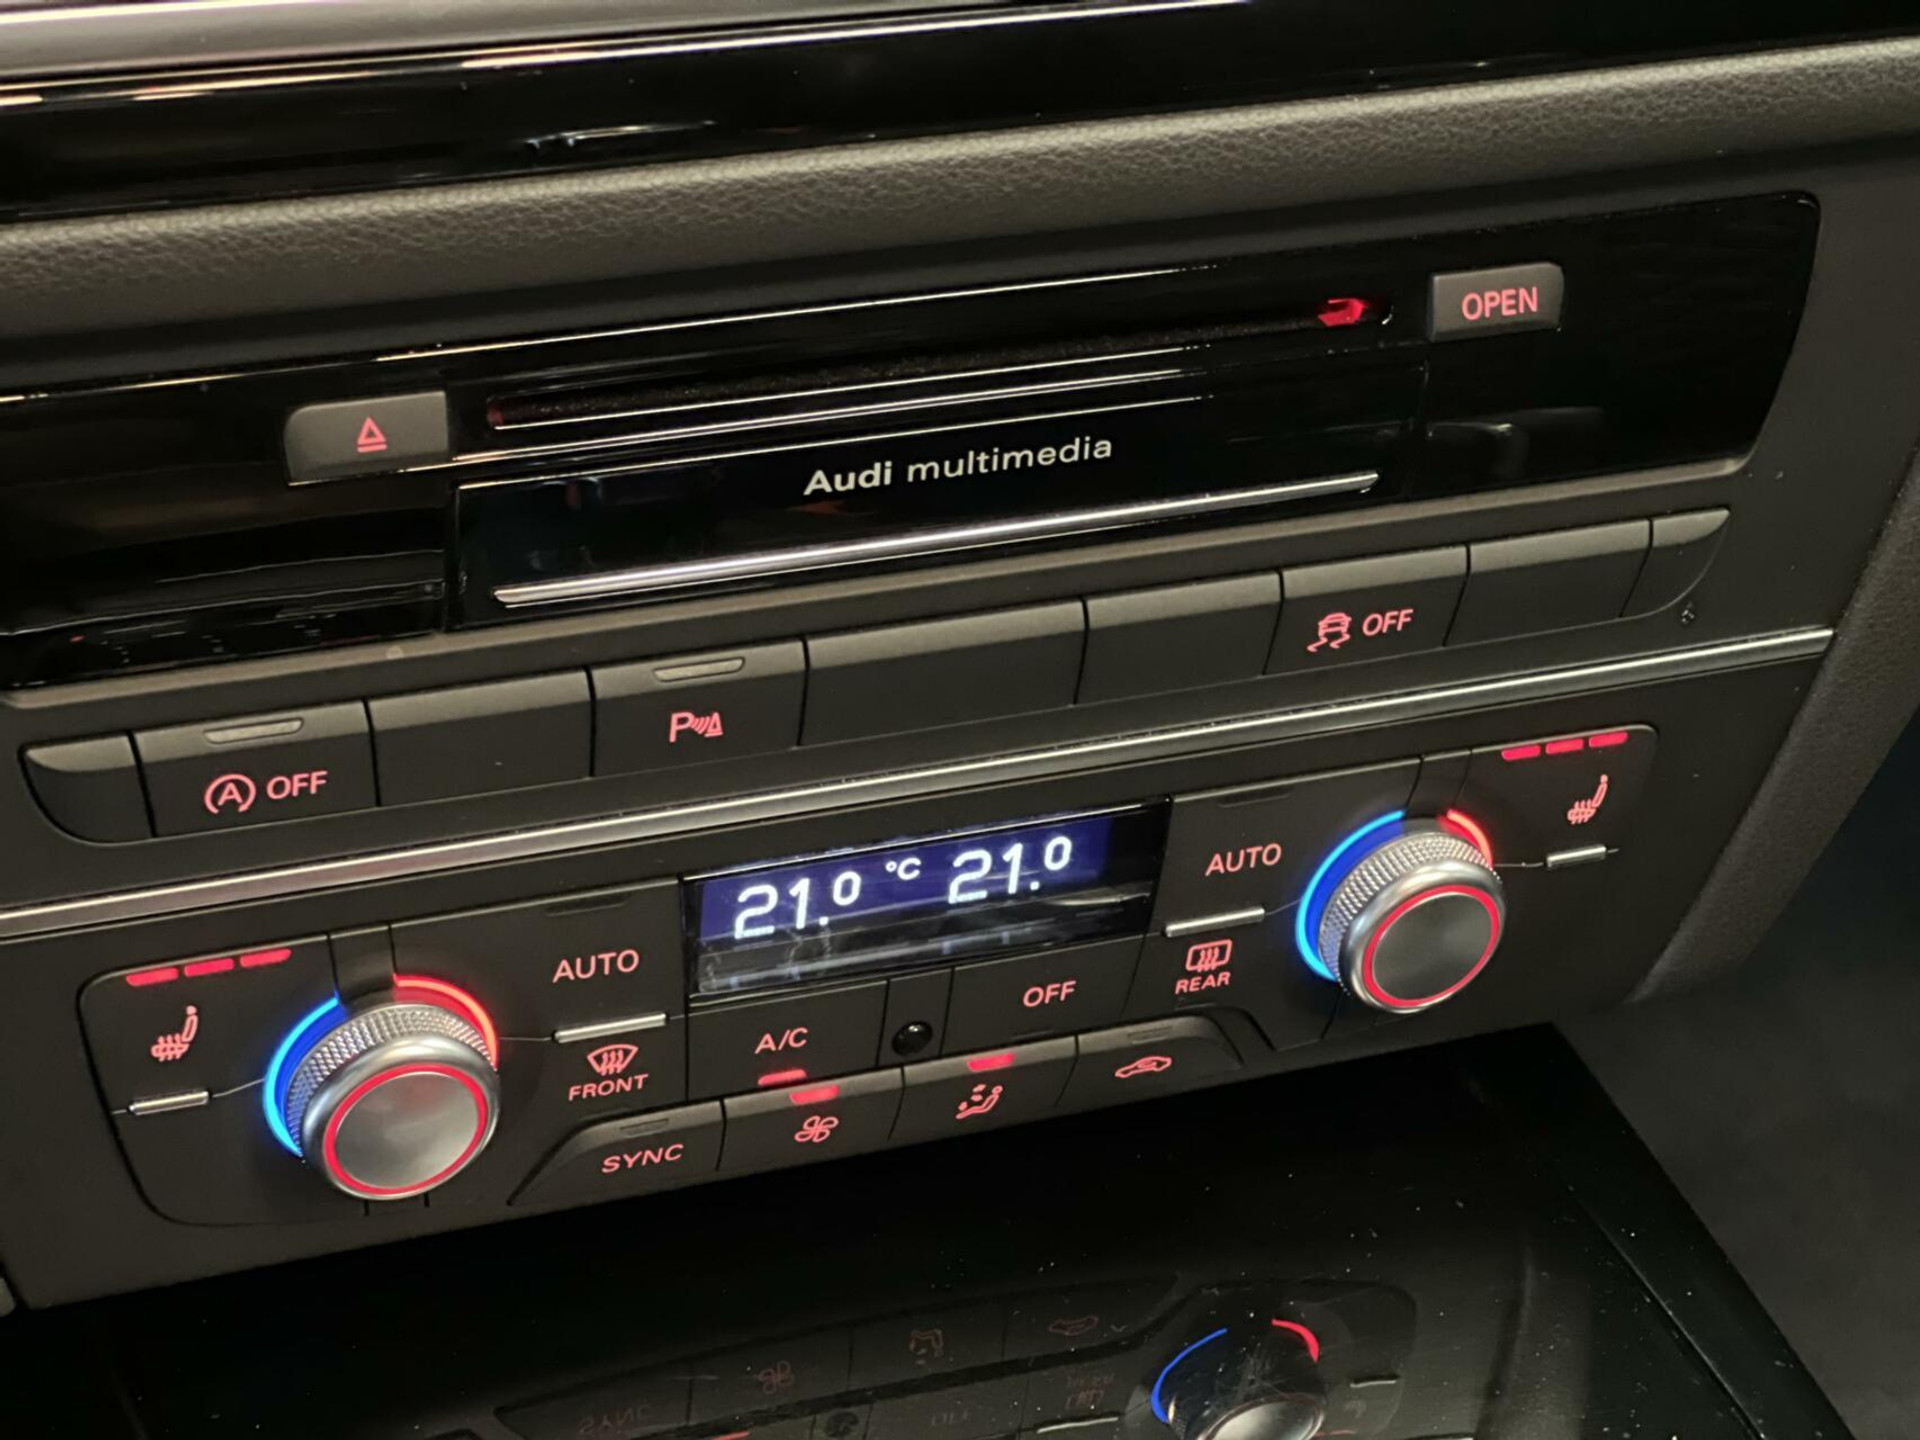 OPEN
Audi multimedia
OFF
P
A OFF
21.0 °C 21.0
AUTO
AUTO
REAR
OFF
A/C
FRONT
SYNC